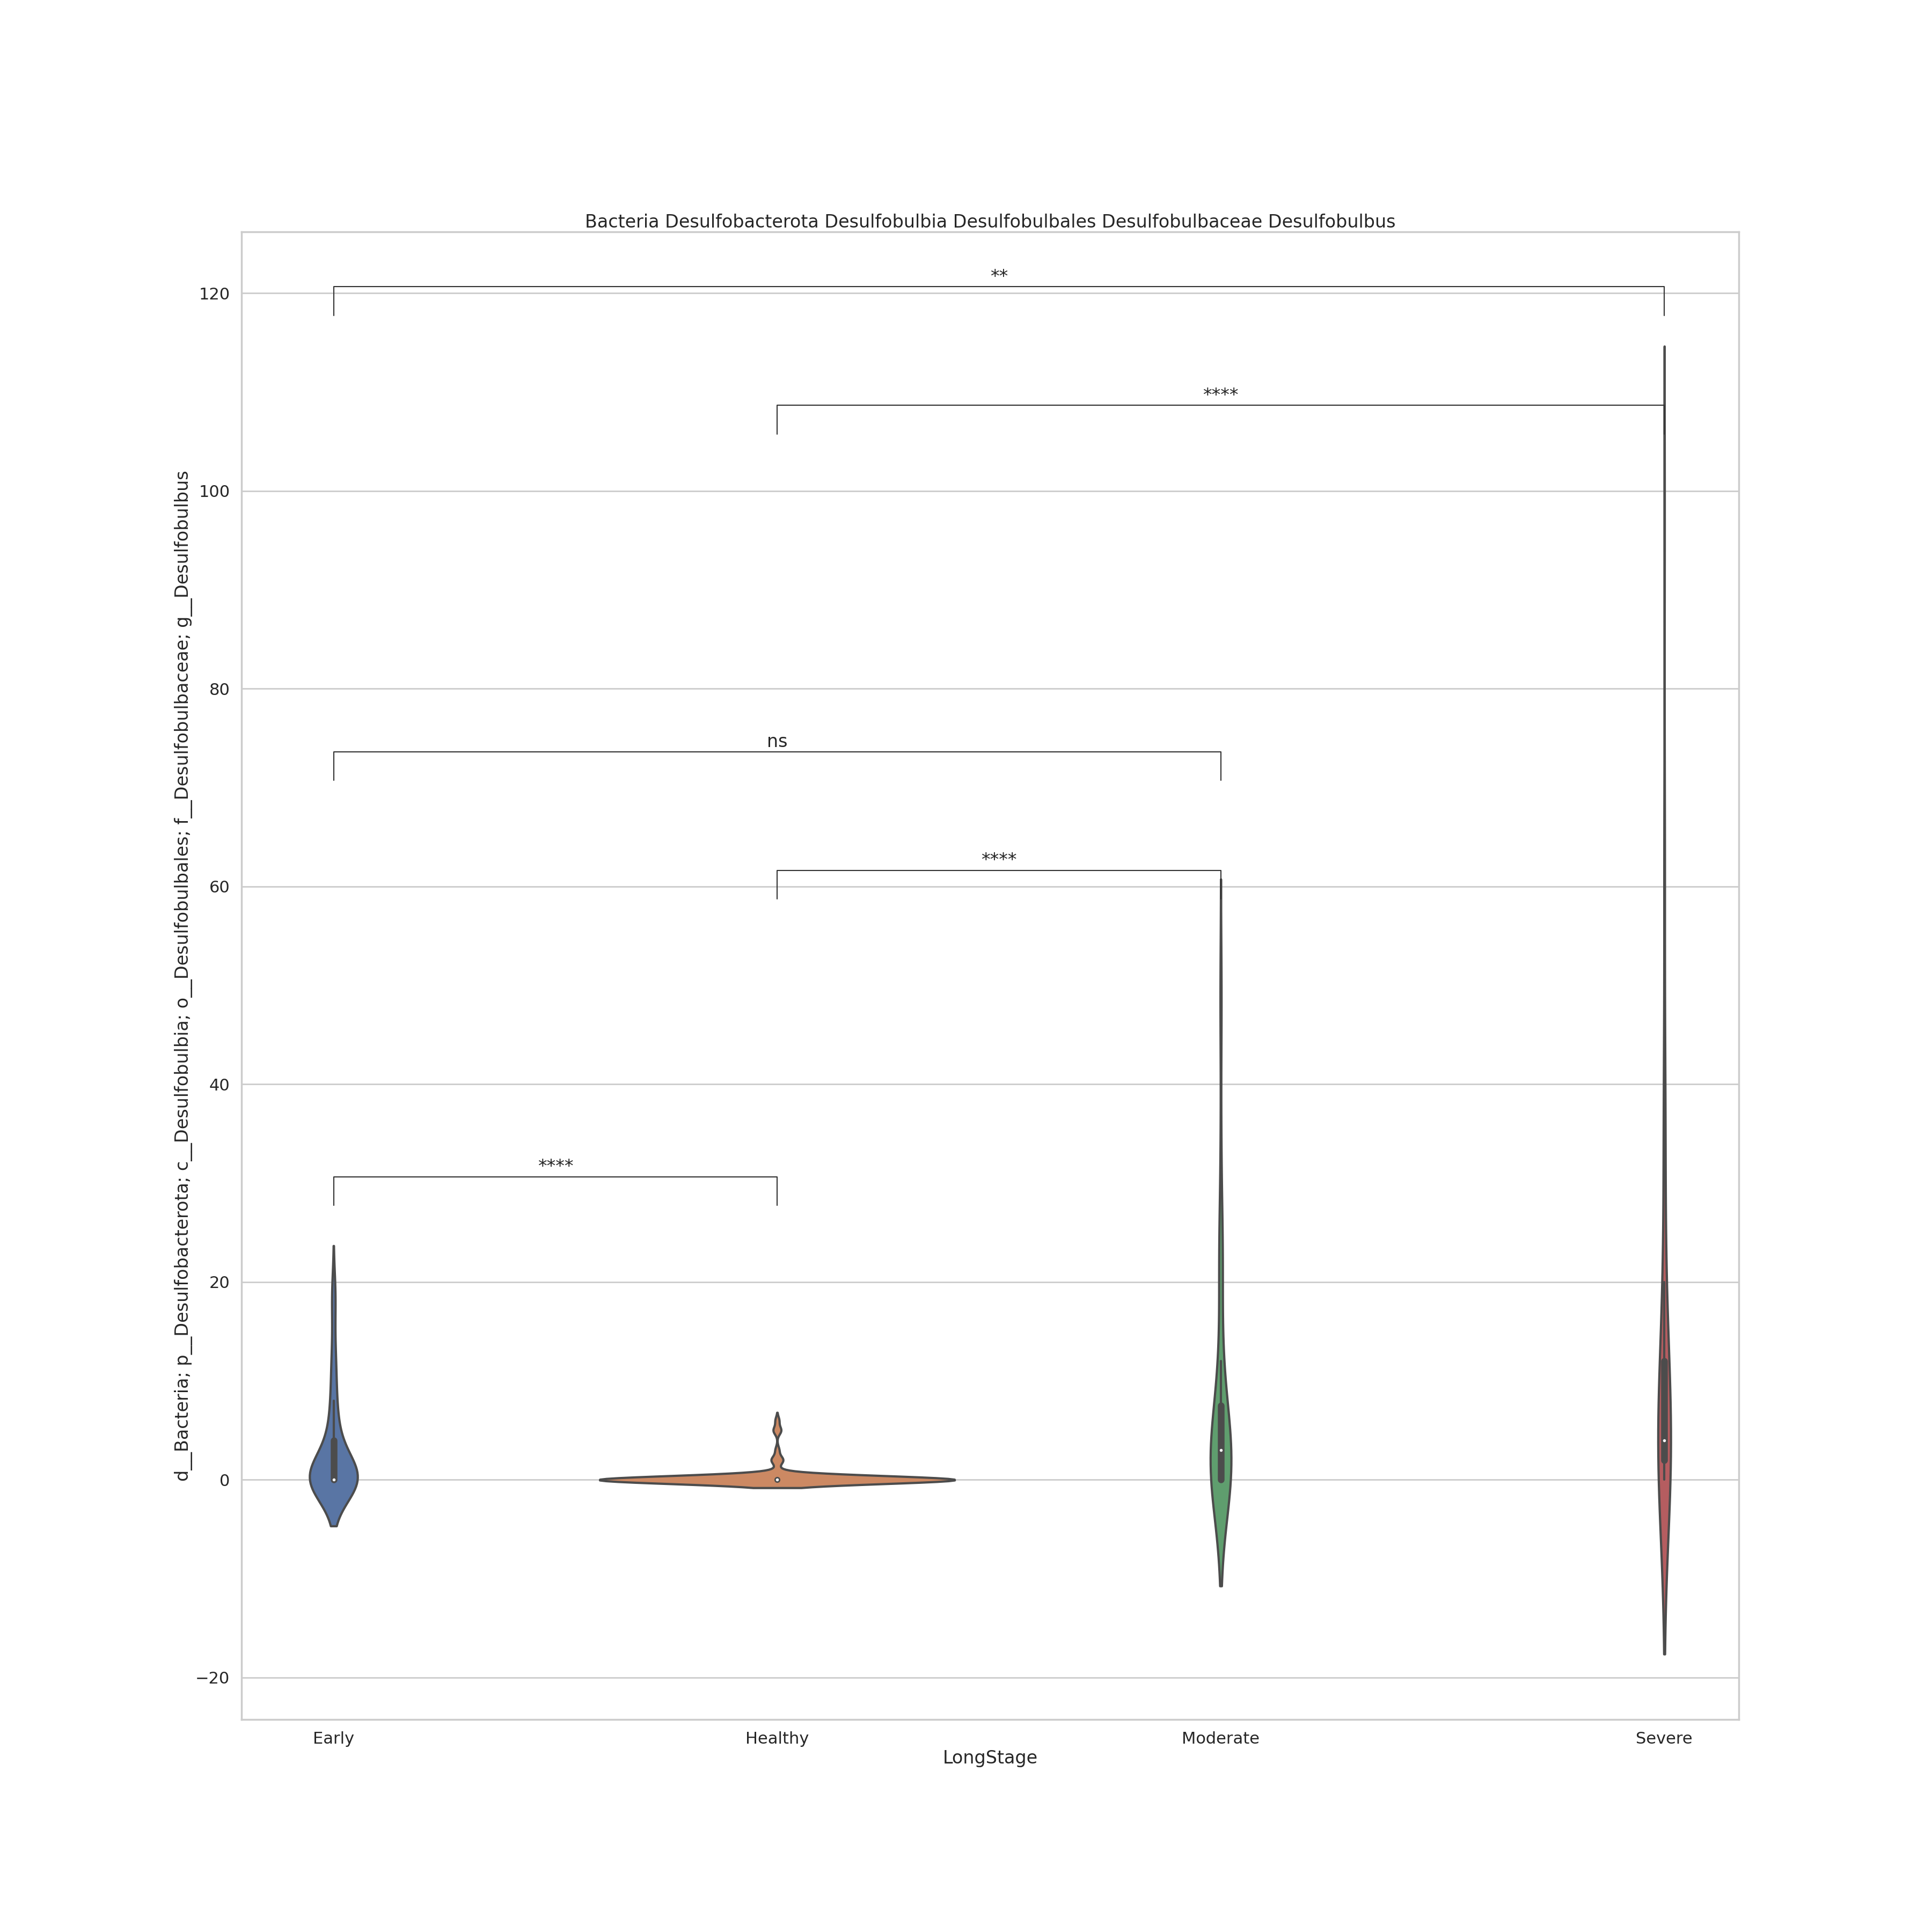 Bacteria Desulfobacterota Desulfobulbia Desulfobulbales Desulfobulbaceae Desulfobulbus
d__Bacteria; p__Desulfobacterota; c__Desulfobulbia; o__Desulfobulbales; f__Desulfobulbaceae; g__Desulfobulbus
120
100
80
60
40
20
0
−20
**
****
ns
****
****
Early Healthy Moderate Severe
LongStage